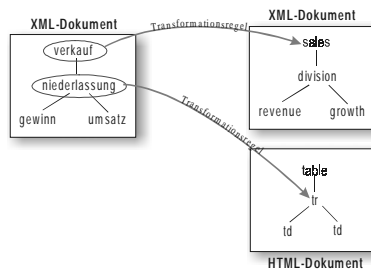 XML-Dokument
verkauf
niederlassung
gewinn
umsatz
Transformationsregel
Transformationsregel
XML-Dokument
sales
division
revenue
growth
table
tr
td
td
HTML-Dokument